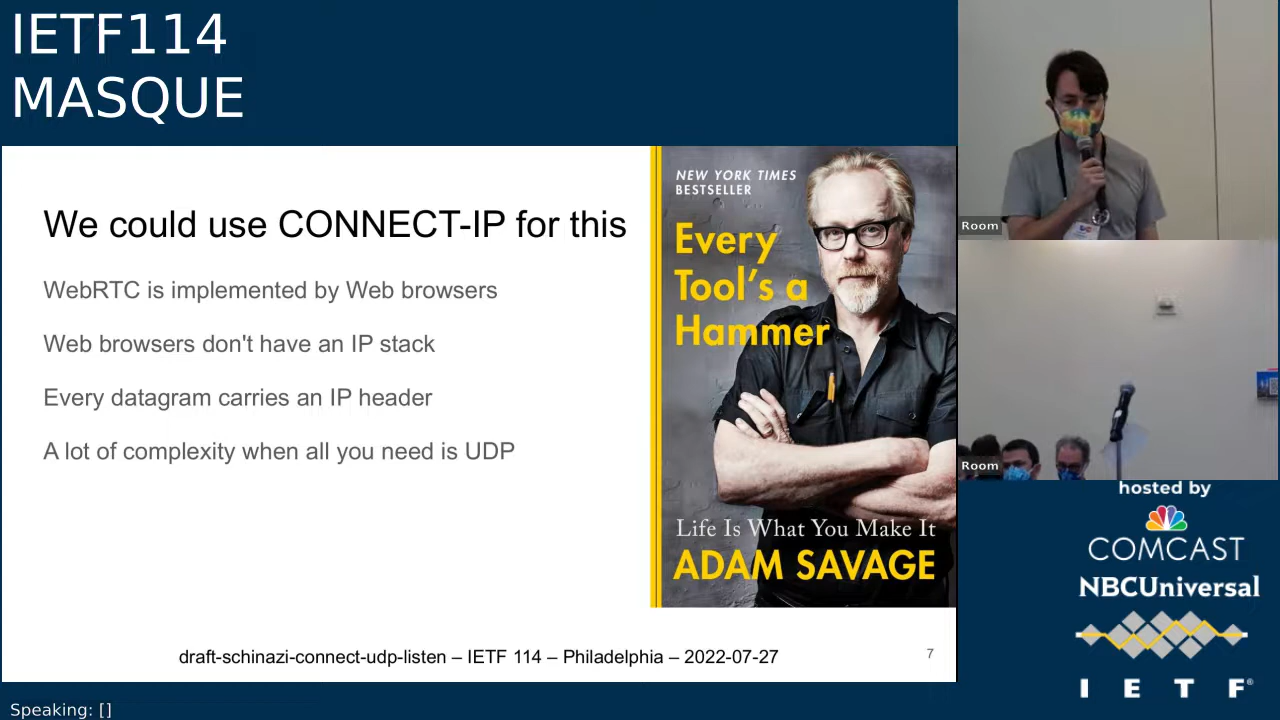 IETF114
MASQUE
We could use CONNECT-IP for this
WebRTC is implemented by Web browsers
Web browsers don't have an IP stack
Every datagram carries an IP header
A lot of complexity when all you need is UDP
NEW YORK TIMES
BESTSELLER
Every
Tool's a
Hammer
Life Is What You Make It
ADAM SAVAGE
draft-schinazi-connect-udp-listen – IETF 114 – Philadelphia – 2022-07-27
7
Room
Room
hosted by
COMCAST
NBCUniversal
I E T F®
Speaking: []